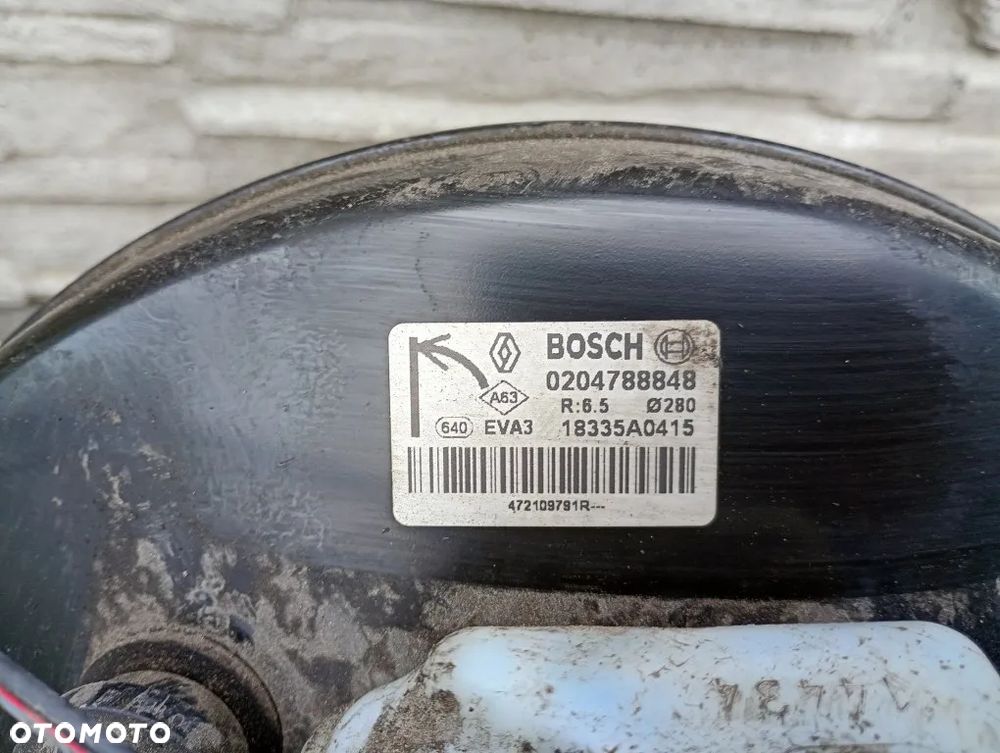 BOSCH
0204788848
A63
R:6.5 Ø280
640 EVA3 18335A0415
472109791R---
OTOMOTO